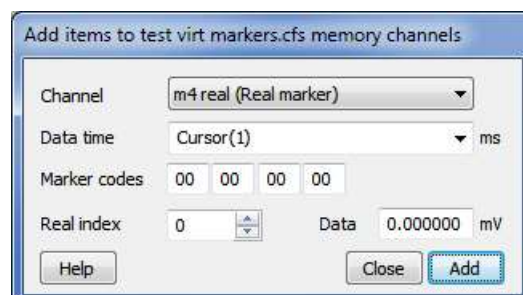 Add items to test virt markers.cfs memory channels
Channel m4 real (Real marker)
Data time Cursor(1) ms
Marker codes 00 00 00 00
Real index 0 Data 0.000000 mV
Help Close Add